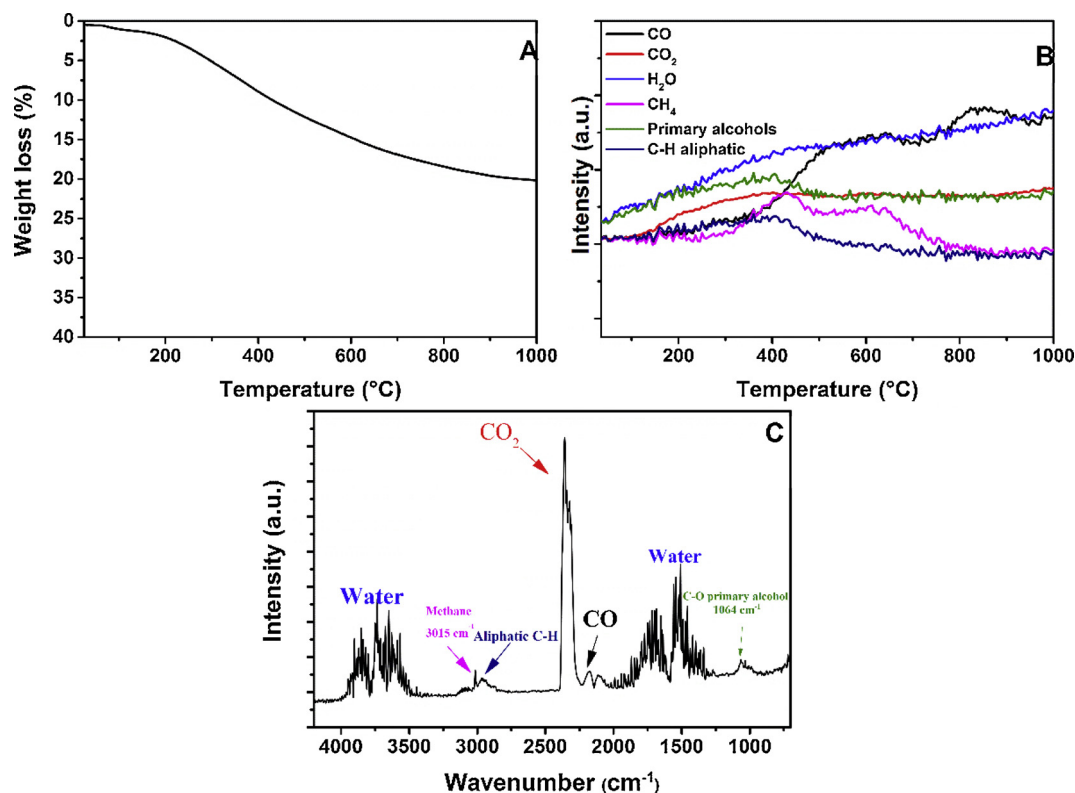 A
Weight loss (%)
0
5
10
15
20
25
30
35
40
200
400
600
800
1000
Temperature (°C)
B
Intensity (a.u.)
CO
CO₂
H₂O
CH₄
Primary alcohols
C-H aliphatic
200
400
600
800
1000
Temperature (°C)
C
Intensity (a.u.)
CO₂
Water
Water
Methane
3015 cm⁻¹
Aliphatic C-H
CO
C-O primary alcohol
1064 cm⁻¹
4000
3500
3000
2500
2000
1500
1000
Wavenumber (cm⁻¹)